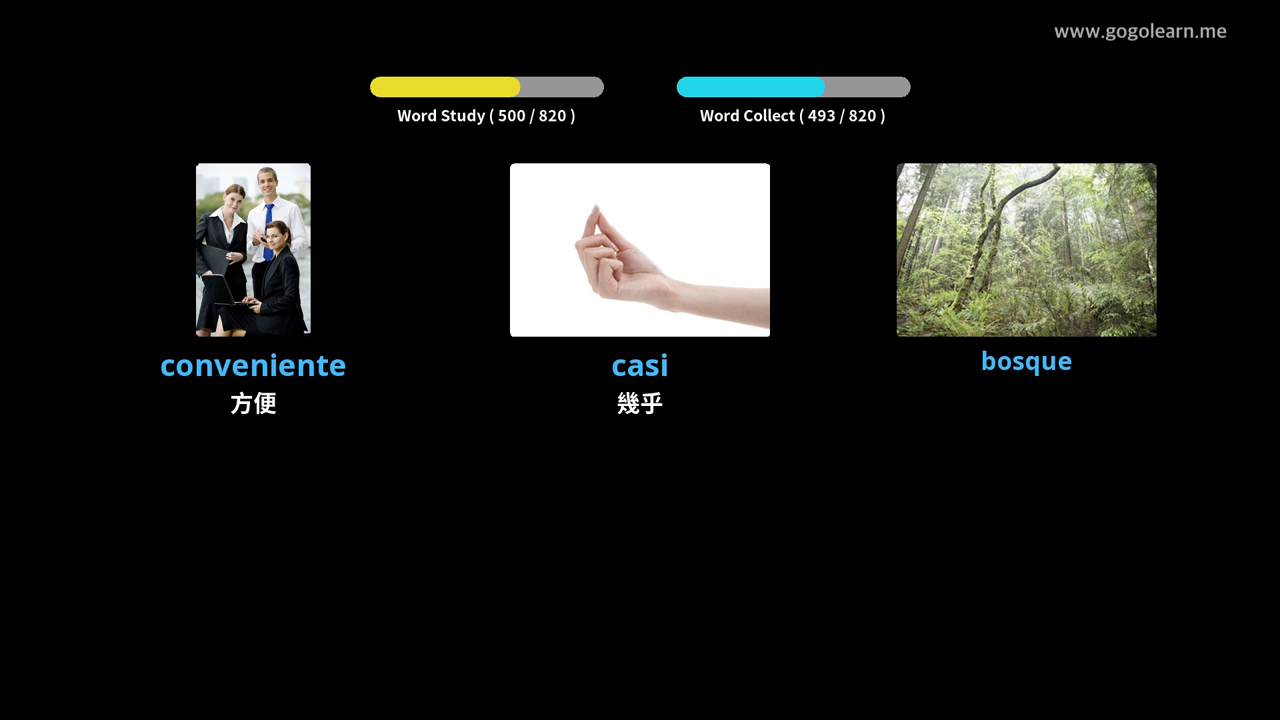 www.gogolearn.me
Word Study ( 500 / 820 )
Word Collect ( 493 / 820 )
conveniente
方便
casi
幾乎
bosque